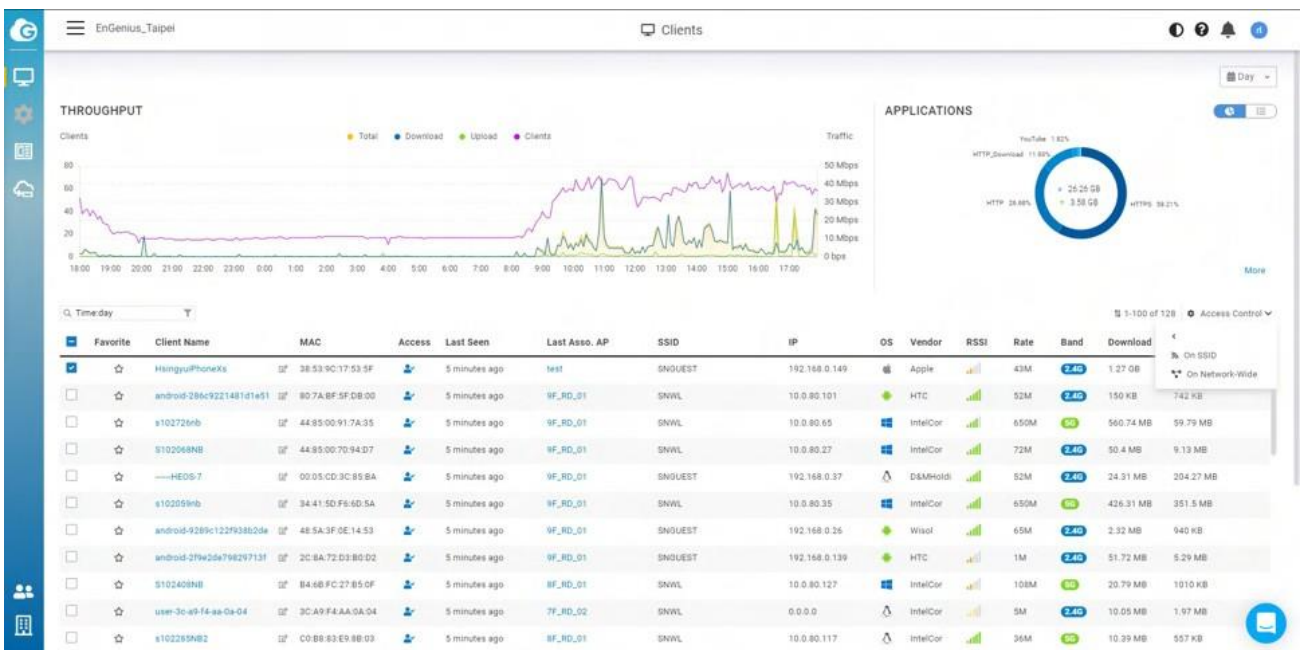 EnGenius_Taipei
Clients
Day
THROUGHPUT
Clients Total Download Upload Clients Traffic
80
60
40
20
0
50 Mbps
40 Mbps
30 Mbps
20 Mbps
10 Mbps
0 bps
18:00 19:00 20:00 21:00 22:00 23:00 0:00 1:00 2:00 3:00 4:00 5:00 6:00 7:00 8:00 9:00 10:00 11:00 12:00 13:00 14:00 15:00 16:00 17:00
APPLICATIONS
YouTube 1.82%
HTTP_Download 11.93%
HTTP
26.26 GB
3.58 GB
HTTPS 58.21%
More
Time:day
1-100 of 128 Access Control
On SSID
On Network-Wide
Favorite Client Name MAC Access Last Seen Last Asso. AP SSID IP OS Vendor RSSI Rate Band Download
HsingyuiPhoneXs 38:53:9C:17:53:5F 5 minutes ago test SNGUEST 192.168.0.149 Apple 43M 2.4G 1.27 GB
android-286c9221481d1e51 80:7A:BF:5F:DB:00 5 minutes ago 9F_RD_01 SNWL 10.0.80.101 HTC 52M 2.4G 150 KB 742 KB
s102726nb 44:85:00:91:7A:35 5 minutes ago 9F_RD_01 SNWL 10.0.80.65 IntelCor 650M 5G 560.74 MB 59.79 MB
S102068NB 44:85:00:70:94:D7 5 minutes ago 9F_RD_01 SNWL 10.0.80.27 IntelCor 72M 2.4G 50.4 MB 9.13 MB
----HEOS-7 00:05:CD:3C:85:BA 5 minutes ago 9F_RD_01 SNGUEST 192.168.0.37 D&MHoldi 52M 2.4G 24.31 MB 204.27 MB
s102059nb 34:41:5D:F6:6D:5A 5 minutes ago 9F_RD_01 SNWL 10.0.80.35 IntelCor 650M 5G 426.31 MB 351.5 MB
android-9289c122f938b2de 48:5A:3F:0E:14:53 5 minutes ago 9F_RD_01 SNGUEST 192.168.0.26 Wisol 65M 2.4G 2.32 MB 940 KB
android-2f9e2de79829713f 2C:8A:72:D3:B0:D2 5 minutes ago 9F_RD_01 SNGUEST 192.168.0.139 HTC 1M 2.4G 51.72 MB 5.29 MB
S102408NB B4:6B:FC:27:B5:0F 5 minutes ago 8F_RD_01 SNWL 10.0.80.127 IntelCor 108M 5G 20.79 MB 1010 KB
user-3c-a9-f4-aa-0a-04 3C:A9:F4:AA:0A:04 5 minutes ago 7F_RD_02 SNWL 0.0.0.0 IntelCor 5M 2.4G 10.05 MB 1.97 MB
s102265NB2 C0:B8:83:E9:8B:03 5 minutes ago 8F_RD_01 SNWL 10.0.80.117 IntelCor 36M 5G 10.39 MB 557 KB